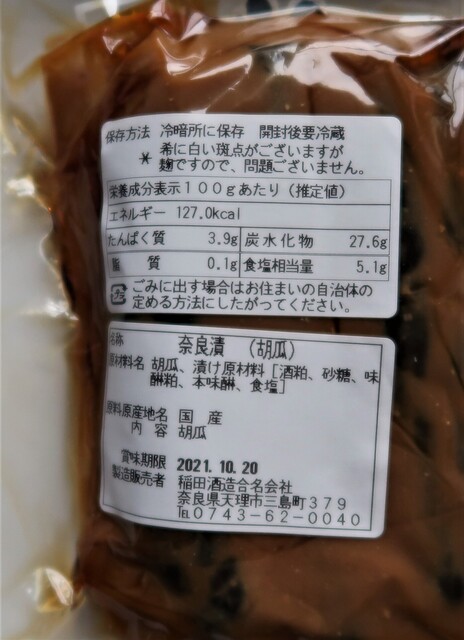 保存方法 冷暗所に保存 開封後要冷蔵
* 希に白い斑点がございますが
麹ですので、問題ございません。
栄養成分表示100gあたり（推定値）
エネルギー 127.0kcal
たんぱく質 3.9g 炭水化物 27.6g
脂質 0.1g 食塩相当量 5.1g
ごみに出す場合はお住まいの自治体の
定める方法にしたがってください。
名称 奈良漬 （胡瓜）
原材料名 胡瓜、漬け原材料［酒粕、砂糖、味
醂粕、本味醂、食塩］
原料原産地名 国産
内容 胡瓜
賞味期限 2021.10.20
製造販売者 稲田酒造合名会社
奈良県天理市三島町379
℡0743-62-0040